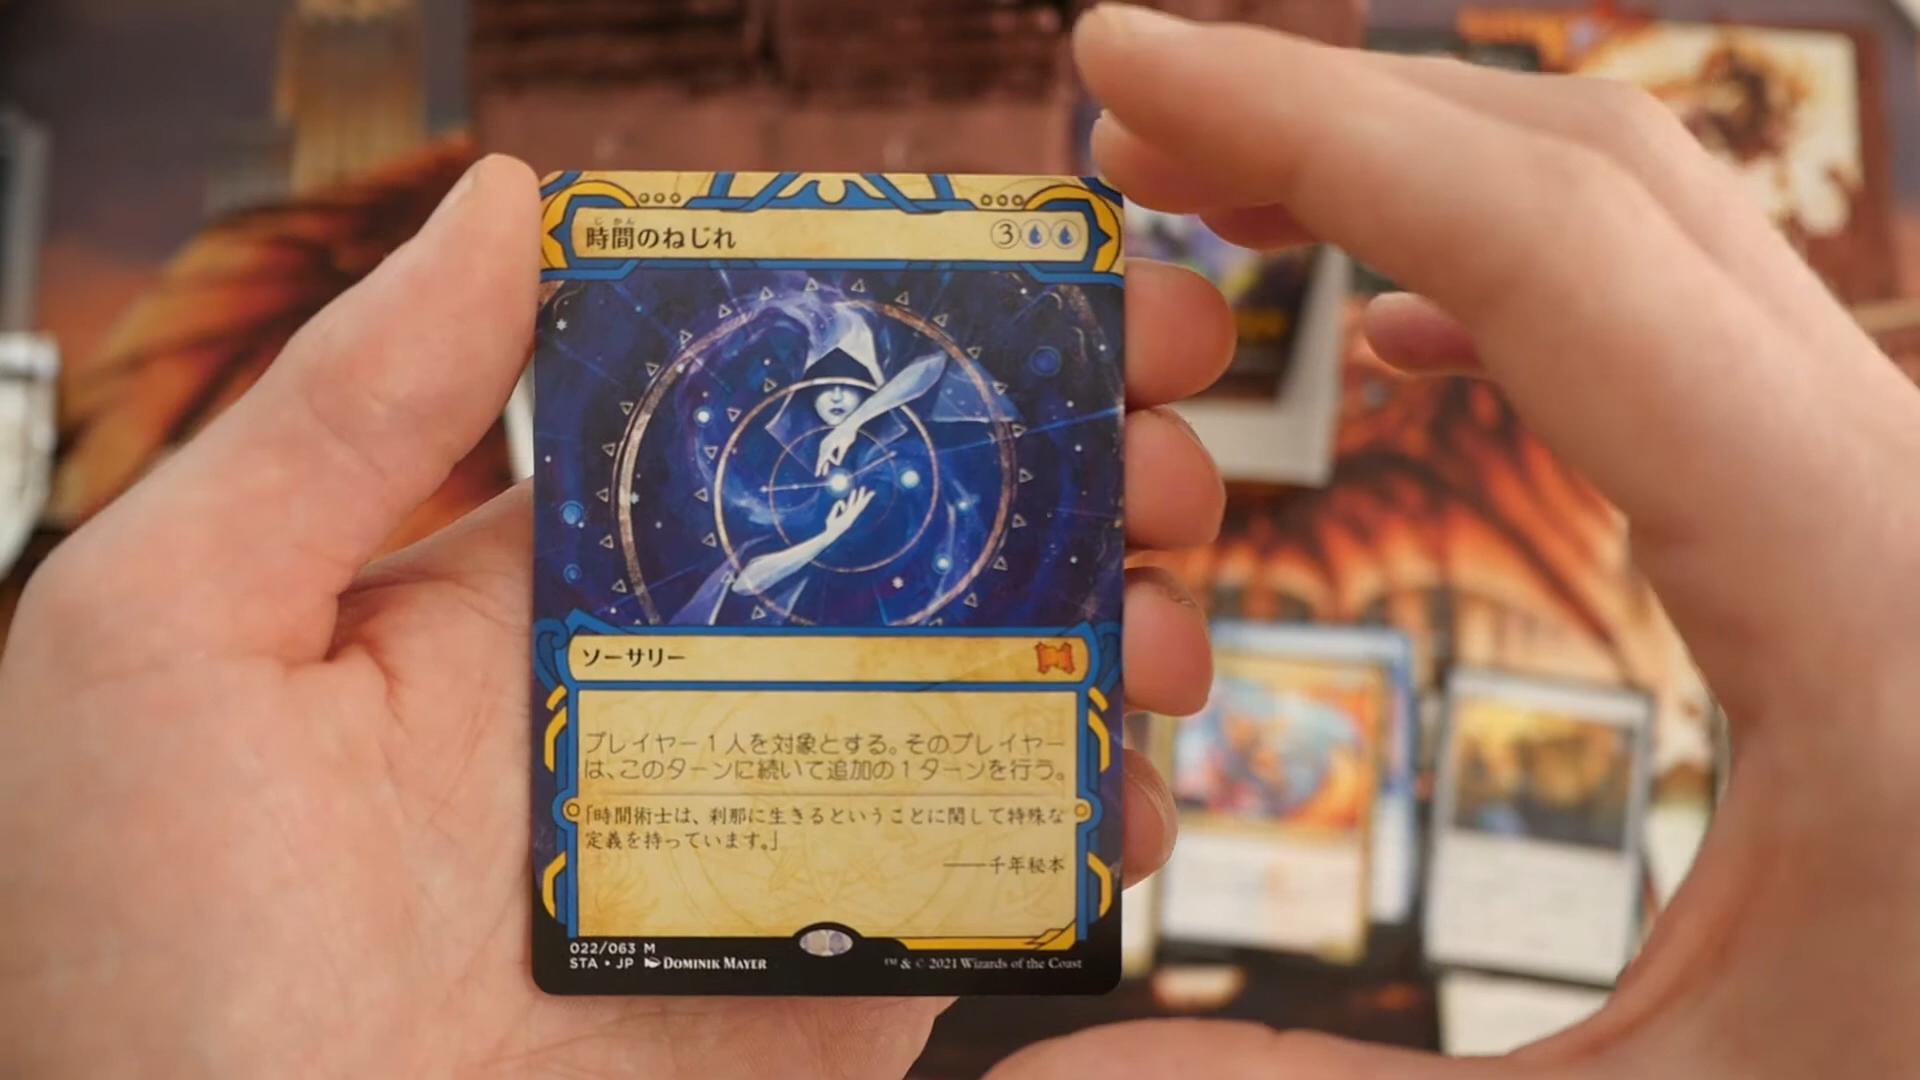 じかん
時間のねじれ 3
ソーサリー
プレイヤー1人を対象とする。そのプレイヤー
は、このターンに続いて追加の1ターンを行う。
「時間術士は、刹那に生きるということに関して特殊な
定義を持っています。」
——千年秘本
022/063 M
STA • JP DOMINIK MAYER
™ & © 2021 Wizards of the Coast